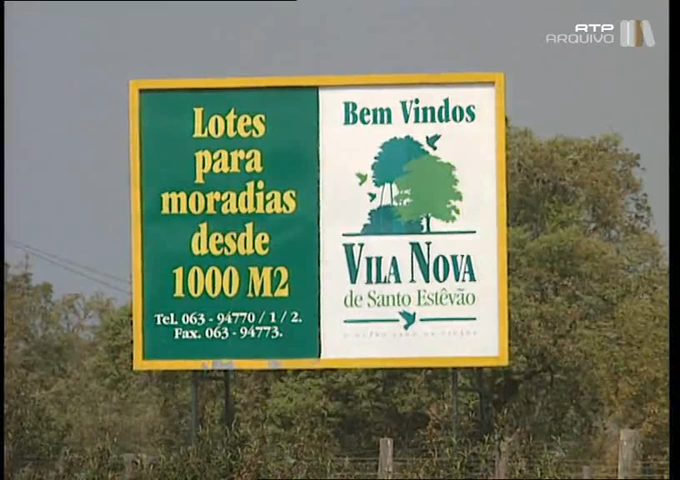 RTP
ARQUIVO
Lotes
para
moradias
desde
1000 M2
Tel. 063 - 94770 / 1 / 2.
Fax. 063 - 94773.
Bem Vindos
VILA NOVA
de Santo Estêvão